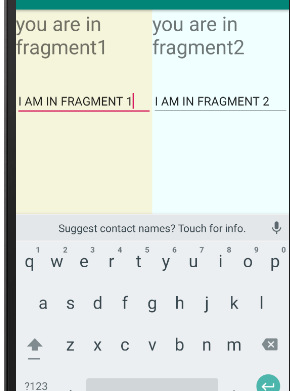 you are in
fragment1
you are in
fragment2
I AM IN FRAGMENT 1
I AM IN FRAGMENT 2
Suggest contact names? Touch for info.
1 2 3 4 5 6 7 8 9 0
q w e r t y u i o p
a s d f g h j k l
z x c v b n m
?123 ,